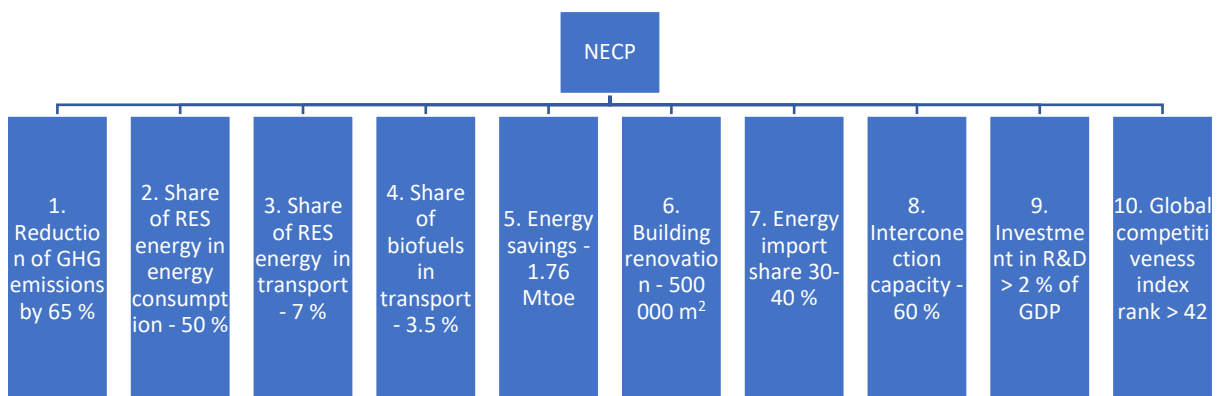 NECP
1.
Reductio
n of GHG
emissions
by 65 %
2. Share
of RES
energy in
energy
consumpt
ion - 50 %
3. Share
of RES
energy in
transport
- 7 %
4. Share
of
biofuels
in
transport
- 3.5 %
5. Energy
savings -
1.76
Mtoe
6.
Building
renovatio
n - 500
000 m²
7. Energy
import
share 30-
40 %
8.
Interconne
ction
capacity -
60 %
9.
Investme
nt in R&D
> 2 % of
GDP
10. Global
competiti
veness
index
rank > 42